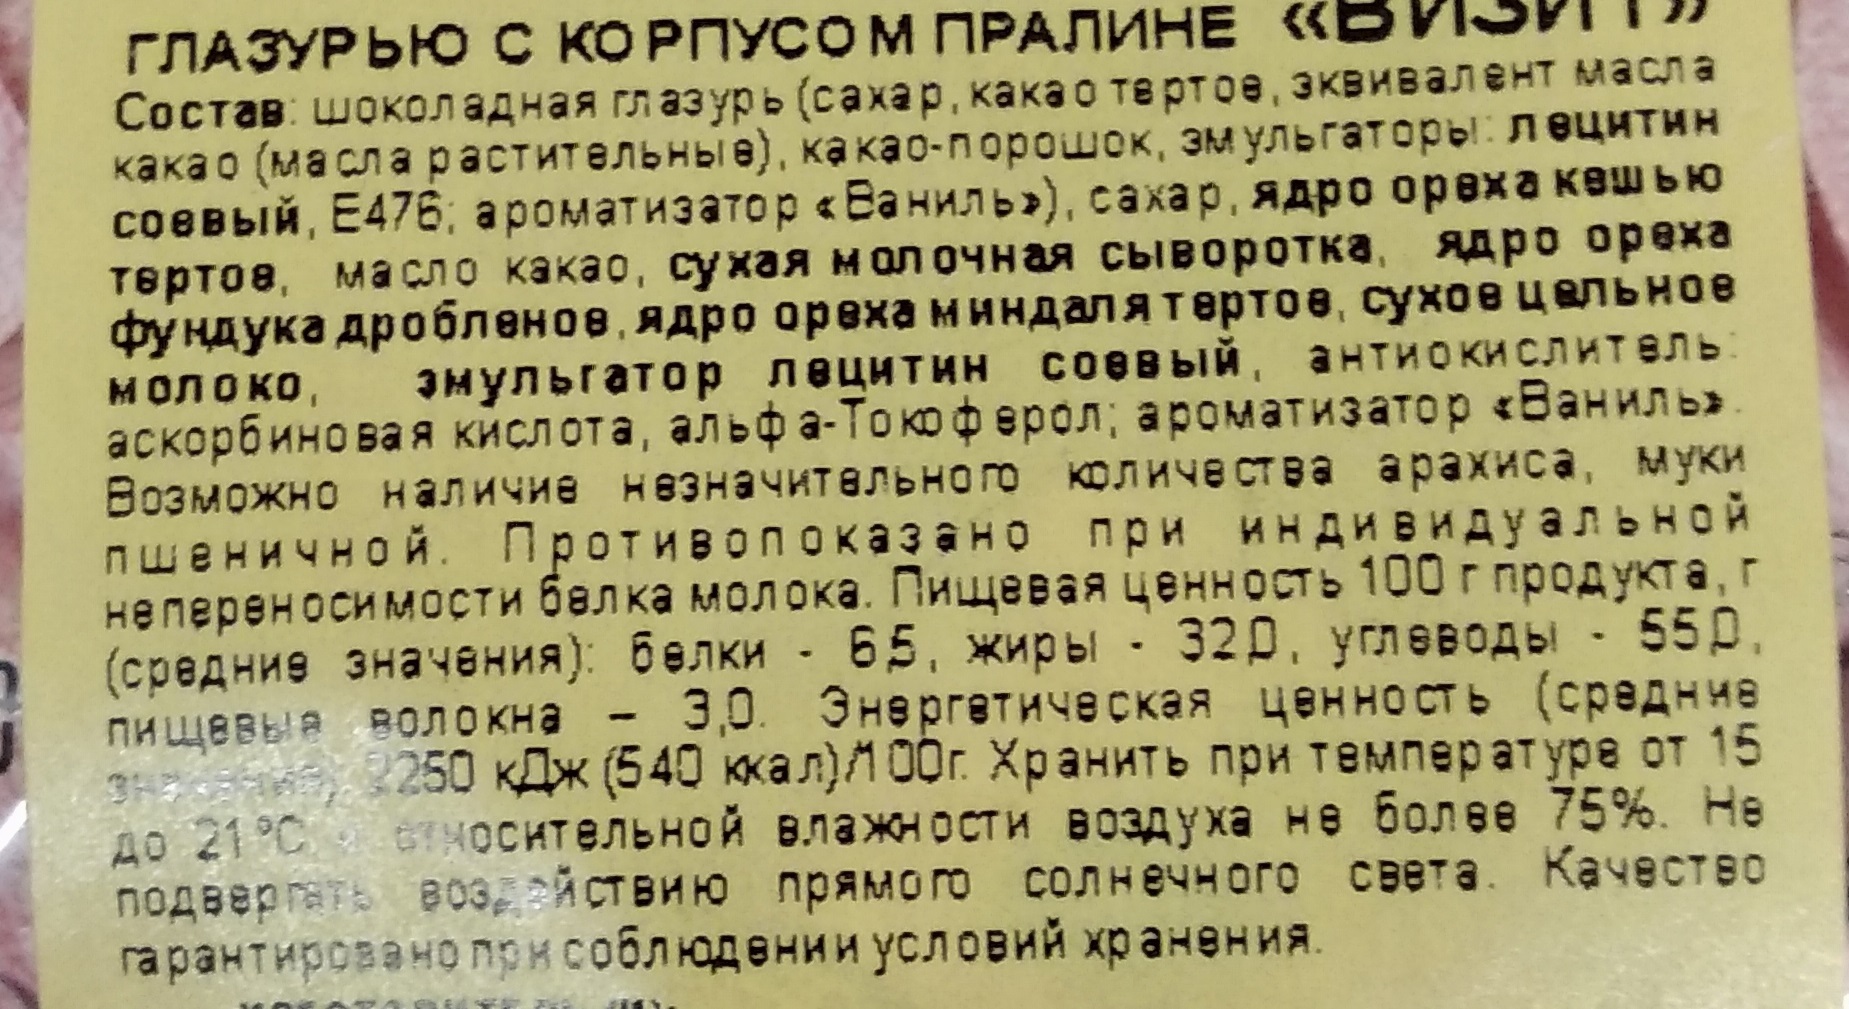 ГЛАЗУРЬЮ С КОРПУСОМ ПРАЛИНЕ «ВИЗИТ»
Состав: шоколадная глазурь (сахар, какао тертое, эквивалент масла
какао (масла растительные), какао-порошок, эмульгаторы: лецитин
соевый, Е476; ароматизатор «Ваниль»), сахар, ядро ореха кешью
тертое, масло какао, сухая молочная сыворотка, ядро ореха
фундука дробленое, ядро ореха миндаля тертое, сухое цельное
молоко, эмульгатор лецитин соевый, антиокислитель:
аскорбиновая кислота, альфа-Токоферол; ароматизатор «Ваниль».
Возможно наличие незначительного количества арахиса, муки
пшеничной. Противопоказано при индивидуальной
непереносимости белка молока. Пищевая ценность 100 г продукта, г
(средние значения): белки - 6,5, жиры - 32,0, углеводы - 55,0,
пищевые волокна – 3,0. Энергетическая ценность (средние
значения) 2250 кДж (540 ккал)/100г. Хранить при температуре от 15
до 21°С и относительной влажности воздуха не более 75%. Не
подвергать воздействию прямого солнечного света. Качество
гарантировано при соблюдении условий хранения.